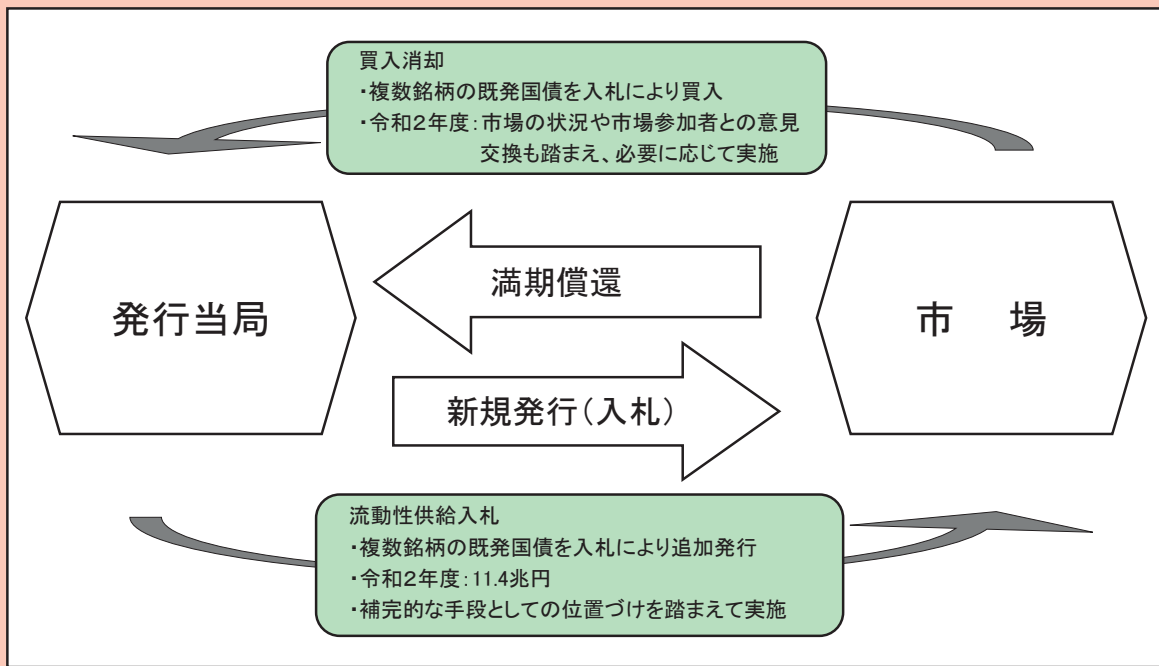 買入消却
・複数銘柄の既発国債を入札により買入
・令和2年度：市場の状況や市場参加者との意見
交換も踏まえ、必要に応じて実施
発行当局
満期償還
市　場
新規発行（入札）
流動性供給入札
・複数銘柄の既発国債を入札により追加発行
・令和2年度：11.4兆円
・補完的な手段としての位置づけを踏まえて実施